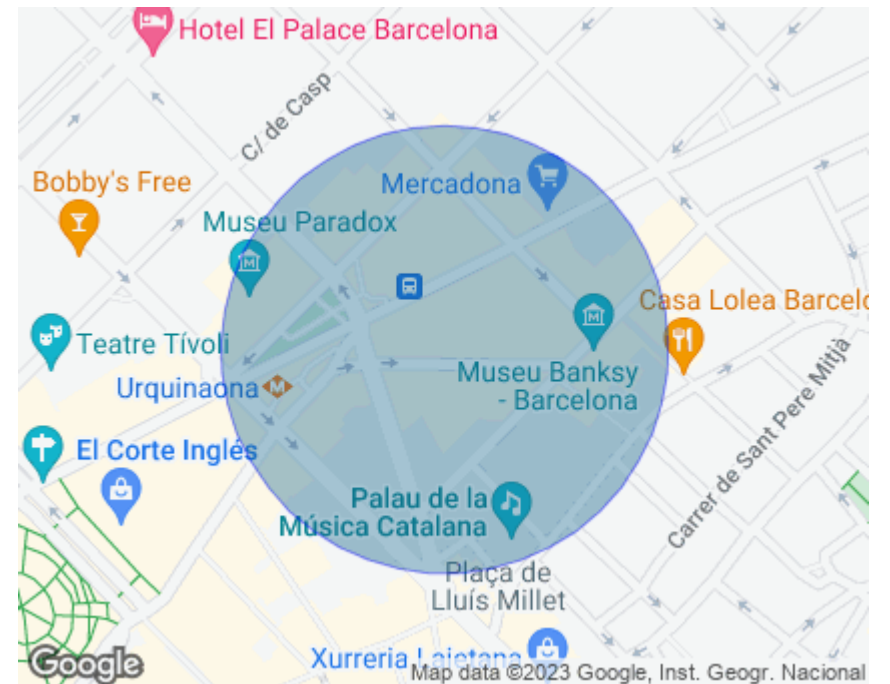 Hotel El Palace Barcelona
C/ de Casp
Bobby's Free
Mercadona
Museu Paradox
M
M
Casa Lolea Barcelo
Teatre Tívoli
Urquinaona
M
Museu Banksy
- Barcelona
El Corte Inglés
Carrer de Sant Pere Mitjà
Palau de la
Música Catalana
Plaça de
Lluís Millet
Xurreria Laietana
Google
Map data ©2023 Google, Inst. Geogr. Nacional